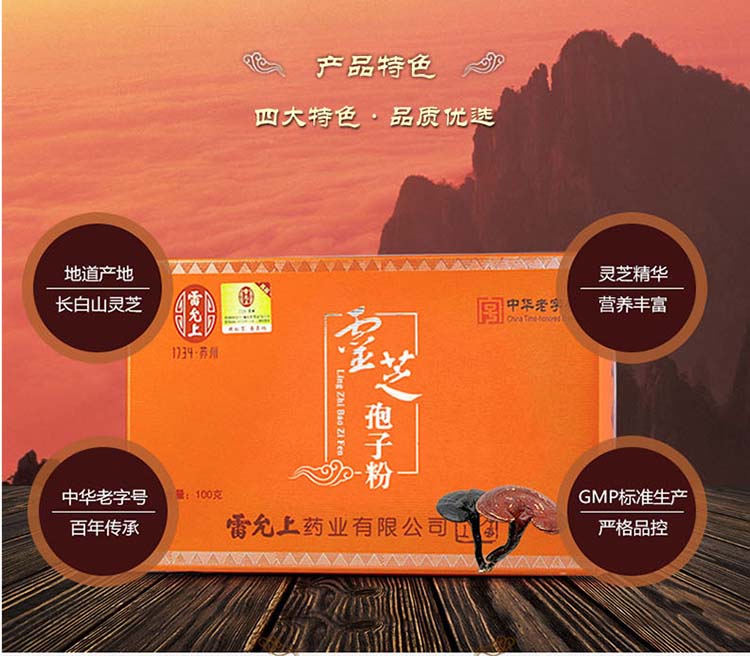 产品特色
四大特色·品质优选
地道产地
长白山灵芝
灵芝精华
营养丰富
雷允上
1734·苏州
中华老字
China Time-honored
靈芝
孢子粉
Ling Zhi Bao Zi Fen
量：100克
雷允上药业有限公司
中华老字号
百年传承
GMP标准生产
严格品控